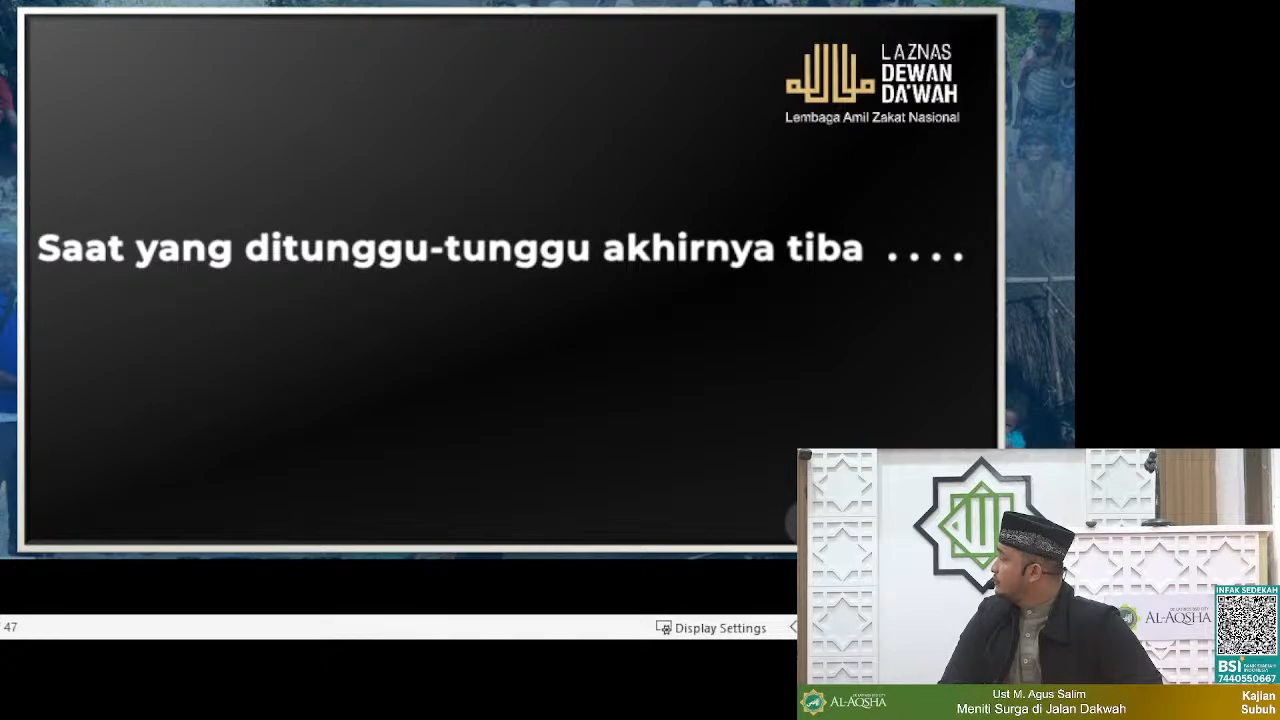 LAZNAS
DEWAN
DA'WAH
Lembaga Amil Zakat Nasional
Saat yang ditunggu-tunggu akhirnya tiba ....
47
Display Settings
AL-AQSHA
INFAK SEDEKAH
BSI
7440550667
AL-AQSHA
Ust M. Agus Salim
Meniti Surga di Jalan Dakwah
Kajian
Subuh